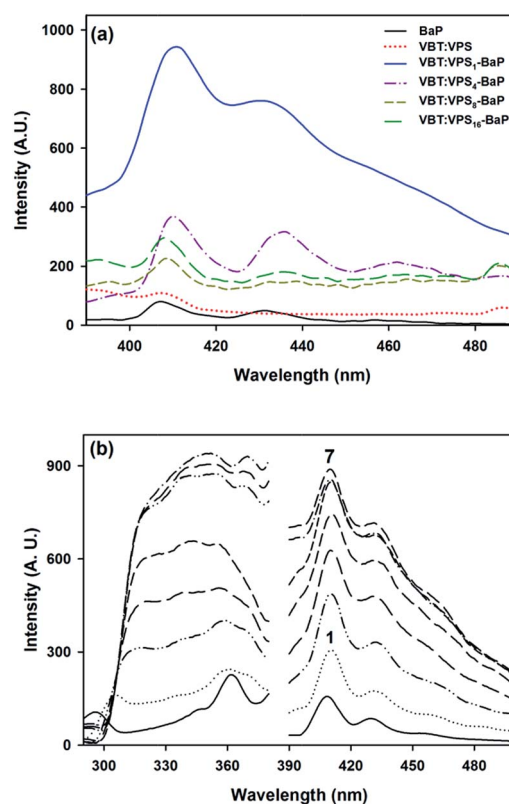 (a)
BaP
VBT:VPS
VBT:VPS₁-BaP
VBT:VPS₄-BaP
VBT:VPS₈-BaP
VBT:VPS₁₆-BaP
Intensity (A.U.)
1000
800
600
400
200
0
400 420 440 460 480
Wavelength (nm)
(b)
7
1
Intensity (A. U.)
900
600
300
0
290 330 360 390 420 450 480
Wavelength (nm)